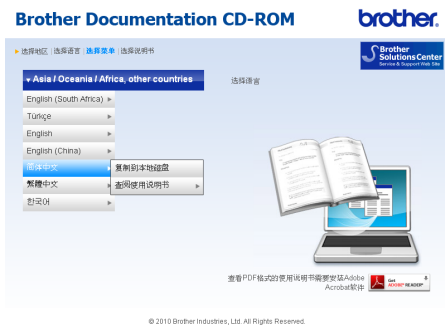 Brother Documentation CD-ROM
brother.
选择地区 | 选择语言 | 选择菜单 | 选择说明书
Brother
Solutions Center
Service & Support Web Site
Asia / Oceania / Africa, other countries
选择语言
English (South Africa)
Türkçe
English
English (China)
简体中文
复制到本地磁盘
繁體中文
查阅使用说明书
한국어
查看PDF格式的使用说明书需要安装Adobe
Acrobat软件
Get
ADOBE® READER®
© 2010 Brother Industries, Ltd. All Rights Reserved.